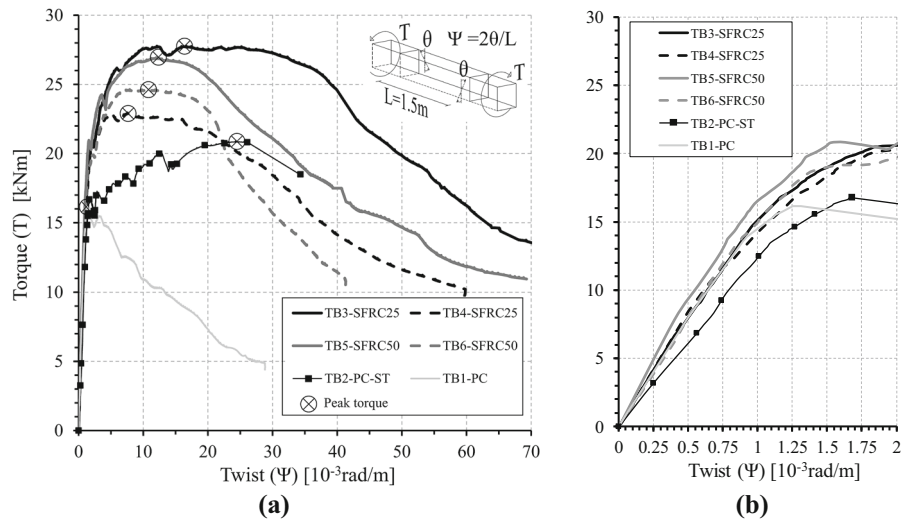 30
25
20
15
10
5
0
Torque (T) [kNm]
0 10 20 30 40 50 60 70
Twist (Ψ) [10⁻³rad/m]
(a)
T θ Ψ =2θ/L
θ T
L=1.5m
TB3-SFRC25 TB4-SFRC25
TB5-SFRC50 TB6-SFRC50
TB2-PC-ST TB1-PC
Peak torque
30
25
20
15
10
5
0
TB3-SFRC25
TB4-SFRC25
TB5-SFRC50
TB6-SFRC50
TB2-PC-ST
TB1-PC
0 0.25 0.5 0.75 1 1.25 1.5 1.75 2
Twist (Ψ) [10⁻³rad/m]
(b)